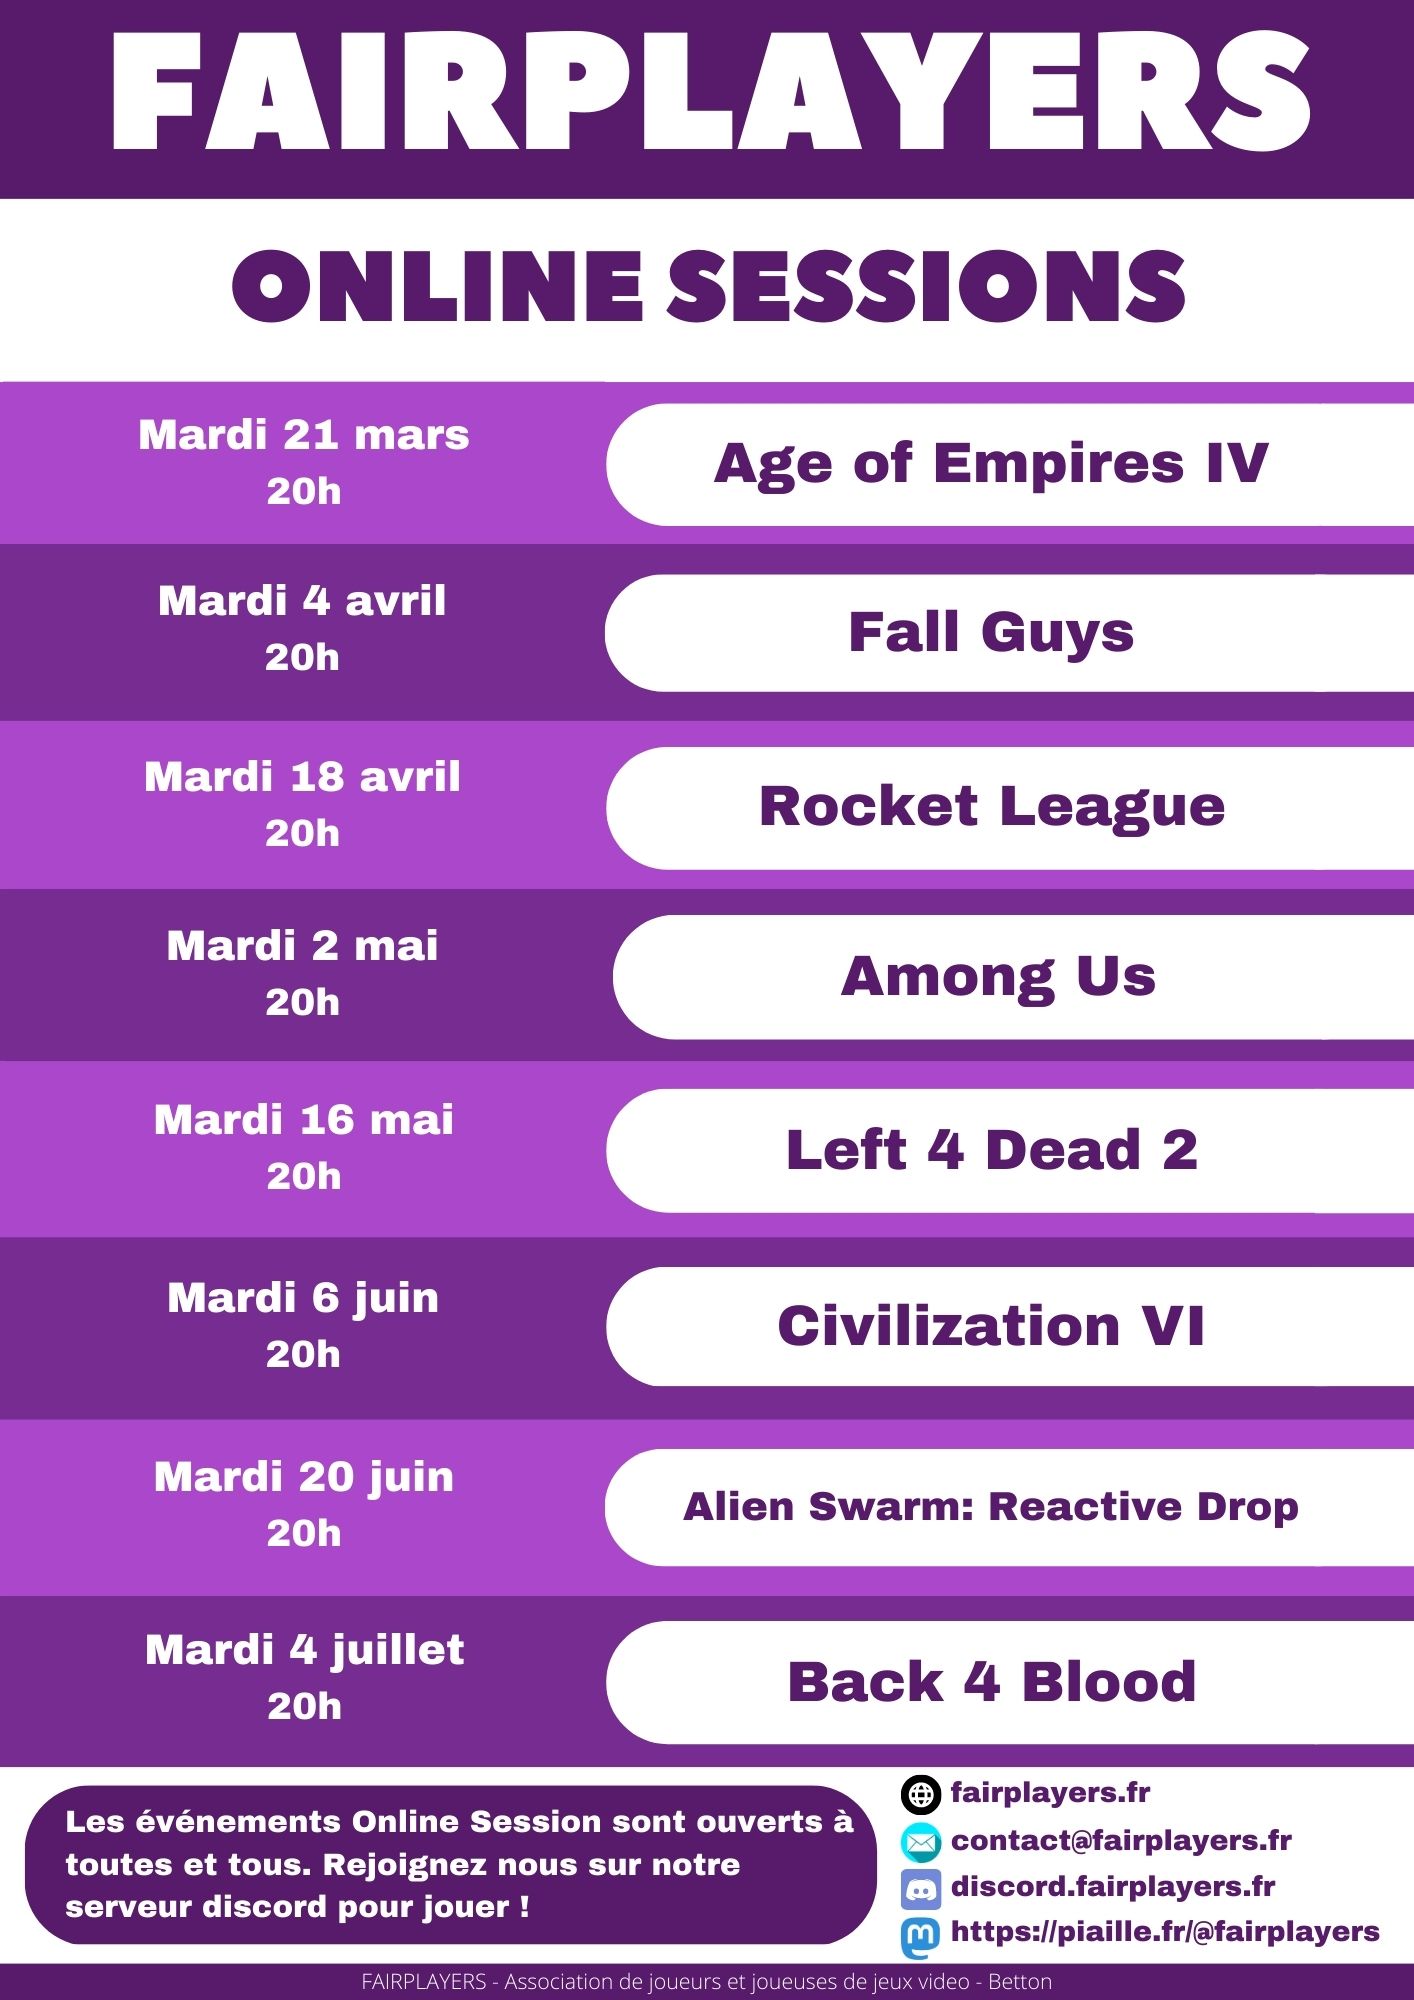 FAIRPLAYERS
ONLINE SESSIONS
Mardi 21 mars
20h
Age of Empires IV
Mardi 4 avril
20h
Fall Guys
Mardi 18 avril
20h
Rocket League
Mardi 2 mai
20h
Among Us
Mardi 16 mai
20h
Left 4 Dead 2
Mardi 6 juin
20h
Civilization VI
Mardi 20 juin
20h
Alien Swarm: Reactive Drop
Mardi 4 juillet
20h
Back 4 Blood
Les événements Online Session sont ouverts à
toutes et tous. Rejoignez nous sur notre
serveur discord pour jouer !
fairplayers.fr
contact@fairplayers.fr
discord.fairplayers.fr
https://piaille.fr/@fairplayers
FAIRPLAYERS - Association de joueurs et joueuses de jeux video - Betton